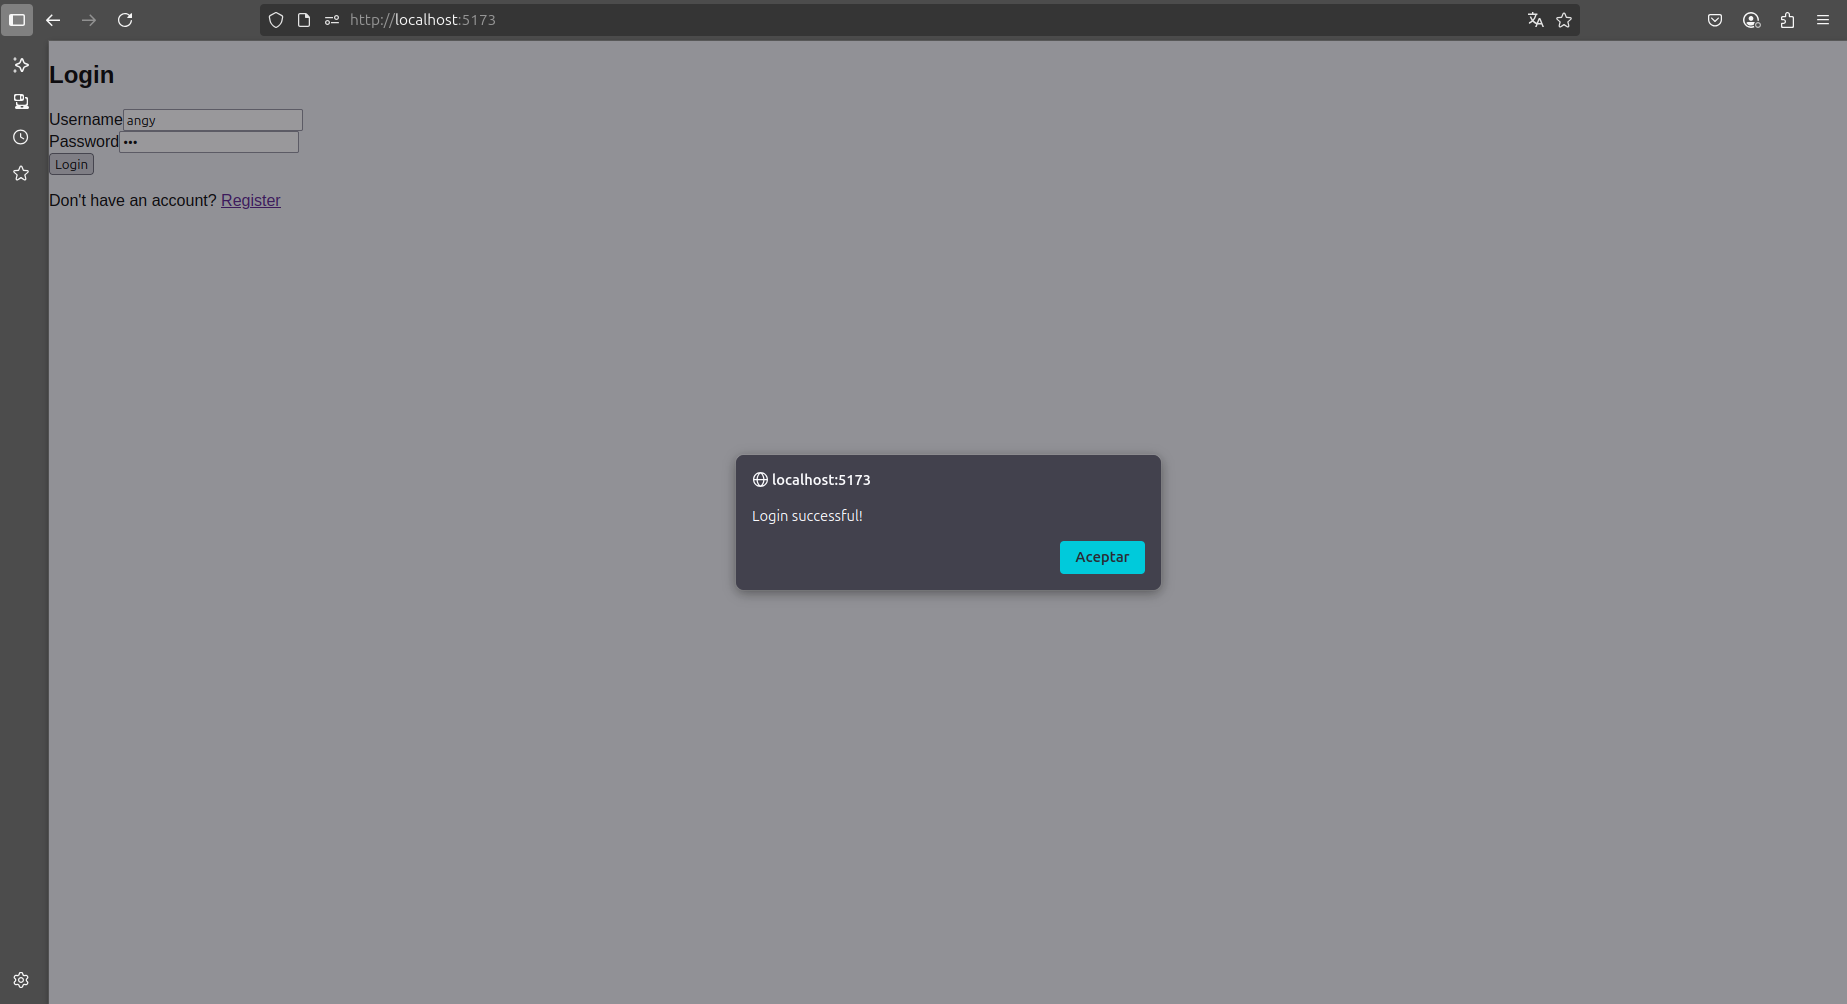 http://localhost:5173
Login
Username angy
Password •••
Login
Don't have an account? Register
localhost:5173
Login successful!
Aceptar